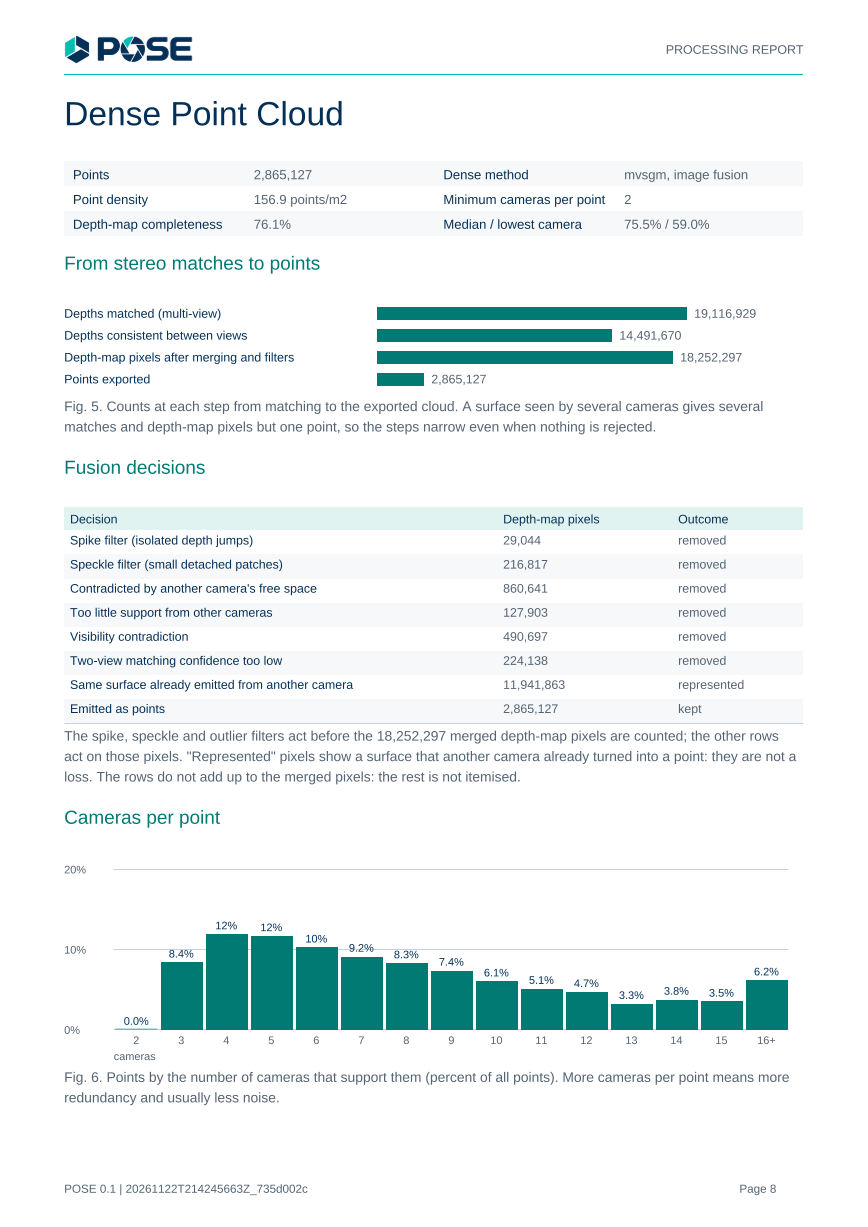 POSE
PROCESSING REPORT
Dense Point Cloud
Points 2,865,127 Dense method mvsgm, image fusion
Point density 156.9 points/m2 Minimum cameras per point 2
Depth-map completeness 76.1% Median / lowest camera 75.5% / 59.0%
From stereo matches to points
Depths matched (multi-view) 19,116,929
Depths consistent between views 14,491,670
Depth-map pixels after merging and filters 18,252,297
Points exported 2,865,127
Fig. 5. Counts at each step from matching to the exported cloud. A surface seen by several cameras gives several
matches and depth-map pixels but one point, so the steps narrow even when nothing is rejected.
Fusion decisions
Decision Depth-map pixels Outcome
Spike filter (isolated depth jumps) 29,044 removed
Speckle filter (small detached patches) 216,817 removed
Contradicted by another camera's free space 860,641 removed
Too little support from other cameras 127,903 removed
Visibility contradiction 490,697 removed
Two-view matching confidence too low 224,138 removed
Same surface already emitted from another camera 11,941,863 represented
Emitted as points 2,865,127 kept
The spike, speckle and outlier filters act before the 18,252,297 merged depth-map pixels are counted; the other rows
act on those pixels. "Represented" pixels show a surface that another camera already turned into a point: they are not a
loss. The rows do not add up to the merged pixels: the rest is not itemised.
Cameras per point
20%
10%
0%
0.0% 8.4% 12% 12% 10% 9.2% 8.3% 7.4% 6.1% 5.1% 4.7% 3.3% 3.8% 3.5% 6.2%
2 3 4 5 6 7 8 9 10 11 12 13 14 15 16+
cameras
Fig. 6. Points by the number of cameras that support them (percent of all points). More cameras per point means more
redundancy and usually less noise.
POSE 0.1 | 20261122T214245663Z_735d002c Page 8